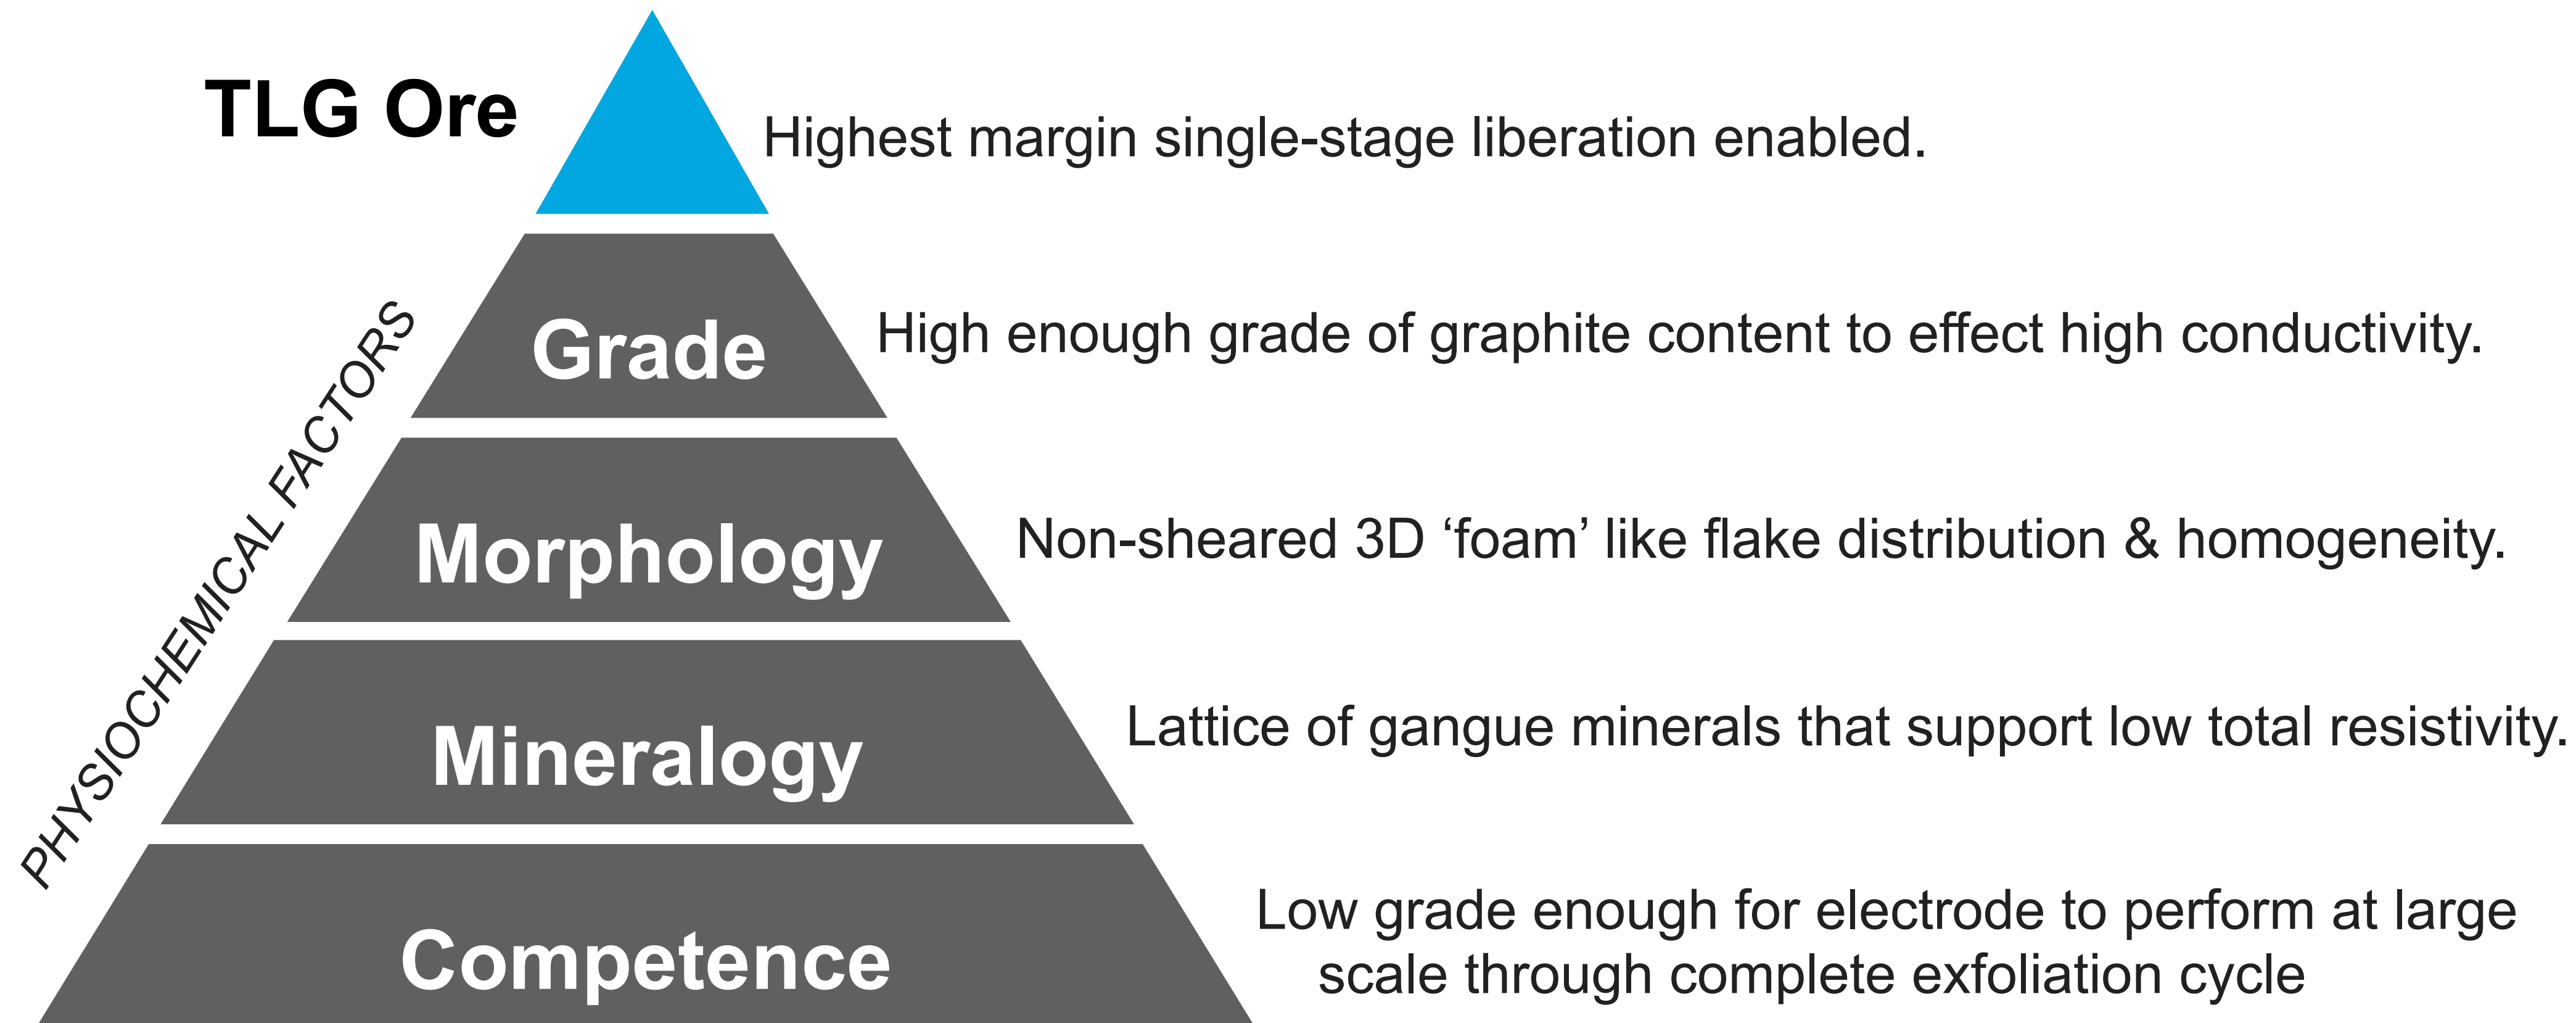 TLG Ore
Highest margin single-stage liberation enabled.
PHYSIOCHEMICAL FACTORS
Grade
High enough grade of graphite content to effect high conductivity.
Morphology
Non-sheared 3D ‘foam’ like flake distribution & homogeneity.
Mineralogy
Lattice of gangue minerals that support low total resistivity.
Competence
Low grade enough for electrode to perform at large
scale through complete exfoliation cycle